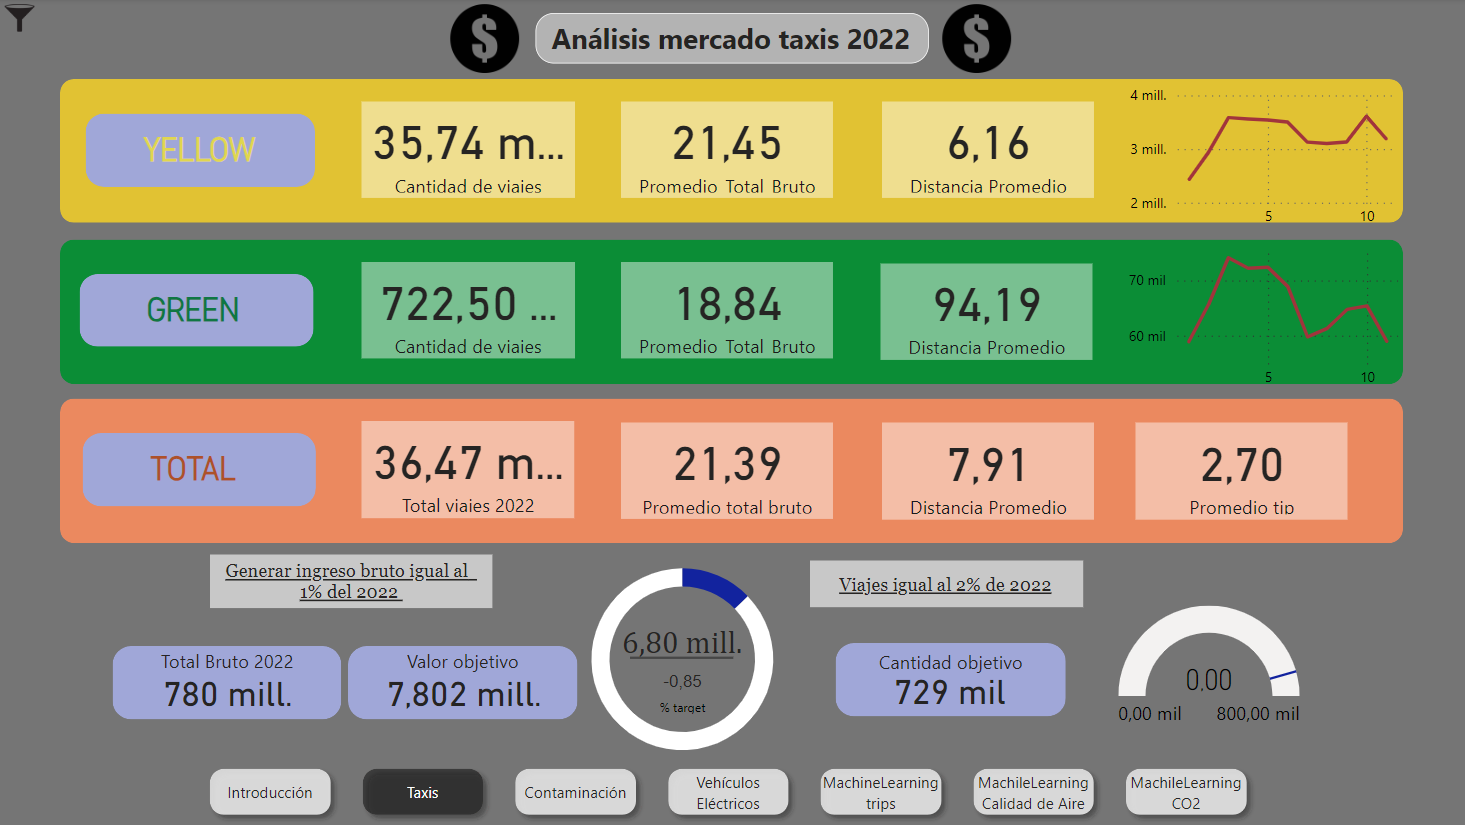 $ Análisis mercado taxis 2022 $
YELLOW
35,74 m...
Cantidad de viajes
21,45
Promedio Total Bruto
6,16
Distancia Promedio
4 mill.
3 mill.
2 mill.
5 10
GREEN
722,50 ...
Cantidad de viajes
18,84
Promedio Total Bruto
94,19
Distancia Promedio
70 mil
60 mil
5 10
TOTAL
36,47 m...
Total viajes 2022
21,39
Promedio total bruto
7,91
Distancia Promedio
2,70
Promedio tip
Generar ingreso bruto igual al
1% del 2022
Total Bruto 2022
780 mill.
Valor objetivo
7,802 mill.
6,80 mill.
-0,85
% target
Viajes igual al 2% de 2022
Cantidad objetivo
729 mil
0,00
0,00 mil
800,00 mil
Introducción
Taxis
Contaminación
Vehículos
Eléctricos
MachineLearning
trips
MachileLearning
Calidad de Aire
MachileLearning
CO2